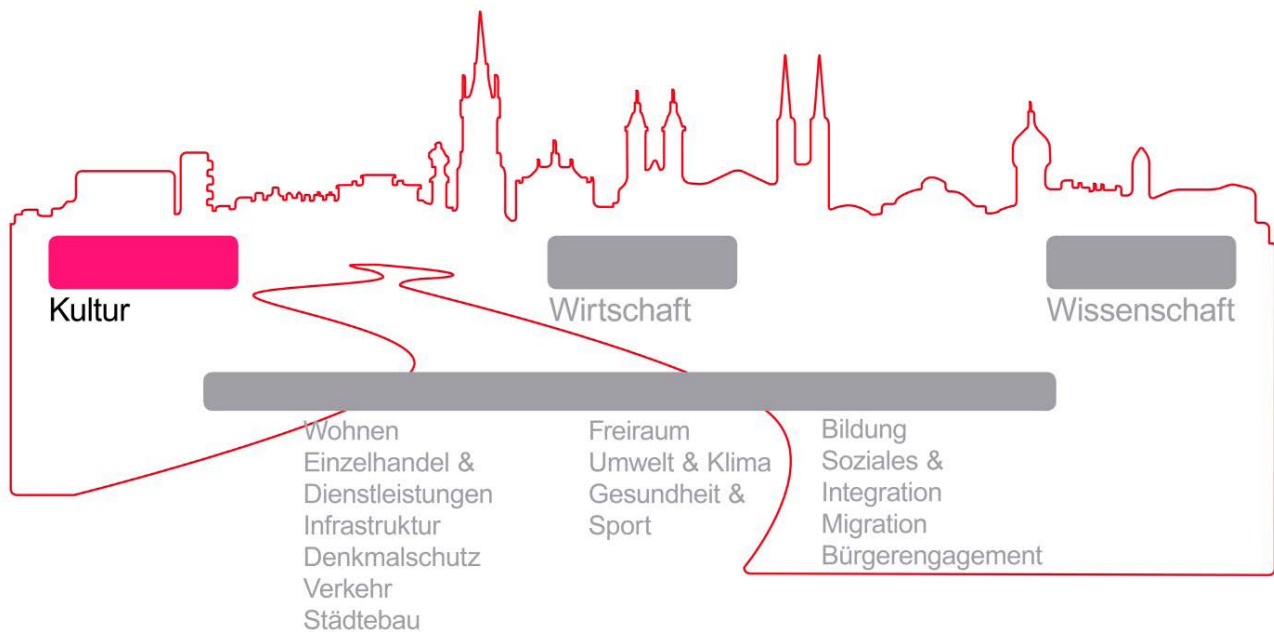 Kultur
Wirtschaft
Wissenschaft
Wohnen
Einzelhandel &
Dienstleistungen
Infrastruktur
Denkmalschutz
Verkehr
Städtebau
Freiraum
Umwelt & Klima
Gesundheit &
Sport
Bildung
Soziales &
Integration
Migration
Bürgerengagement